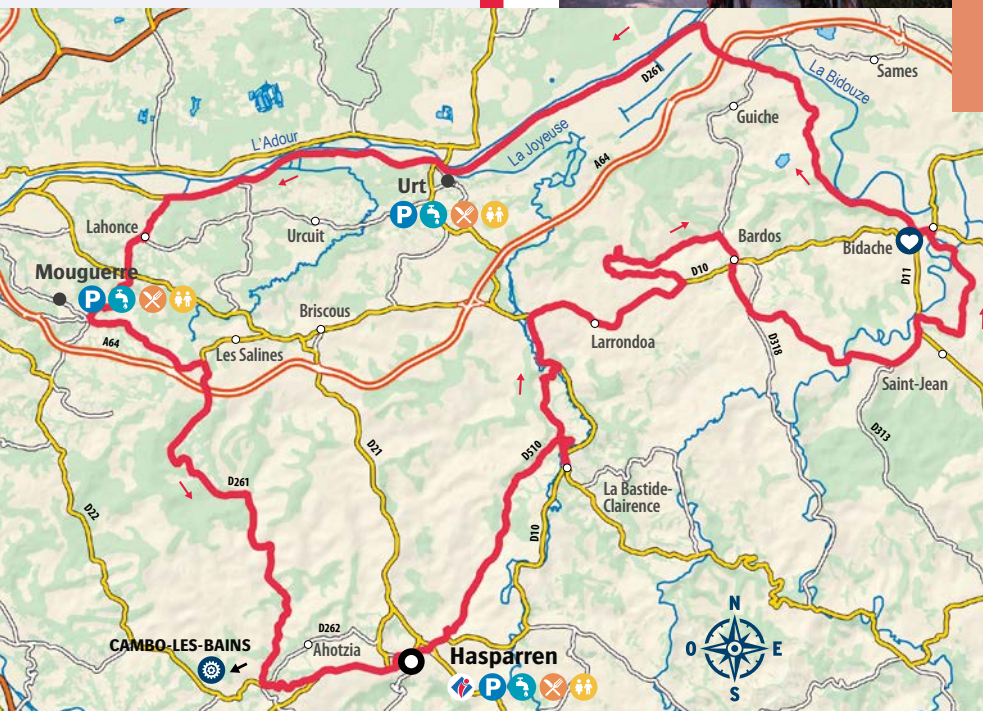 Sames
La Bidouze
D261
Guiche
L'Adour
La Joyeuse
A64
Urt
P
Lahonce
Urcuit
Bardos
Bidache
D10
D11
Mouguerre
P
Briscous
A64
Les Salines
Larrondoa
D318
Saint-Jean
D313
D21
D510
D261
D22
La Bastide-
Clairence
D10
N
O
E
S
D262
CAMBO-LES-BAINS
Ahotzia
Hasparren
P